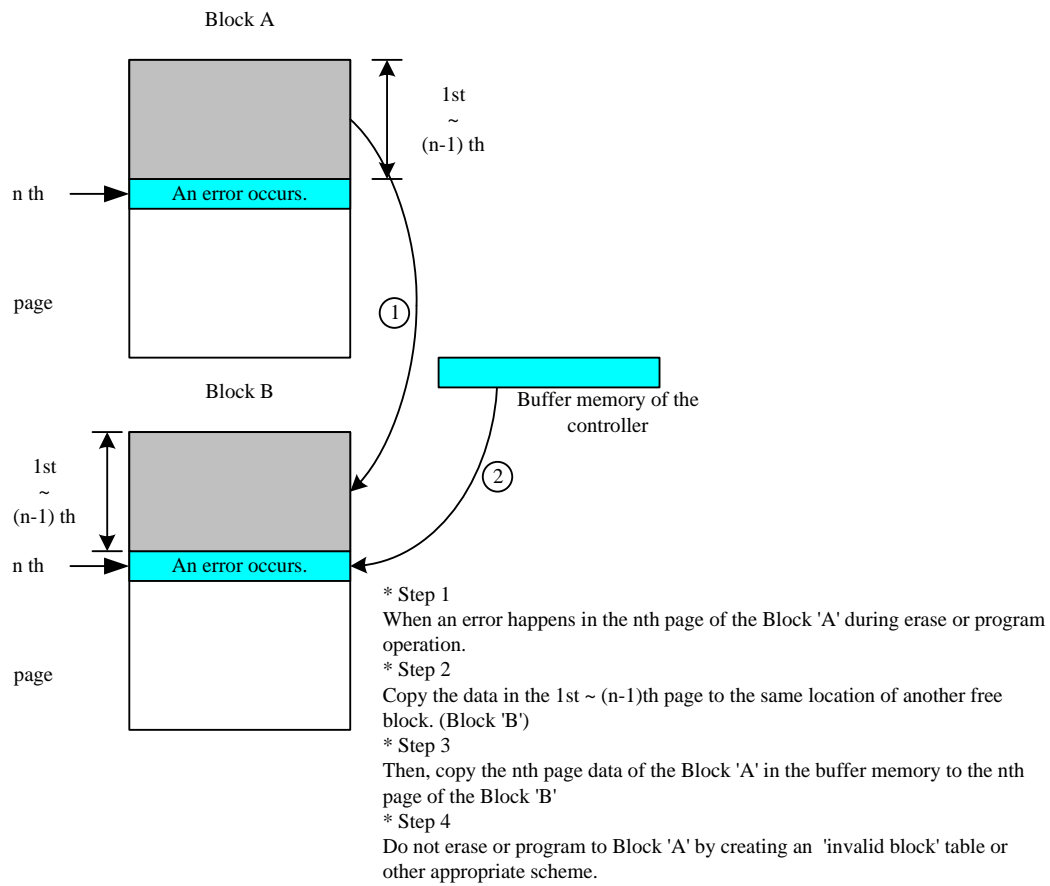 Block A
1st
~
(n-1) th
n th
An error occurs.
page
1
Block B
Buffer memory of the
controller
1st
~
(n-1) th
2
n th
An error occurs.
page
* Step 1
When an error happens in the nth page of the Block 'A' during erase or program
operation.
* Step 2
Copy the data in the 1st ~ (n-1)th page to the same location of another free
block. (Block 'B')
* Step 3
Then, copy the nth page data of the Block 'A' in the buffer memory to the nth
page of the Block 'B'
* Step 4
Do not erase or program to Block 'A' by creating an 'invalid block' table or
other appropriate scheme.